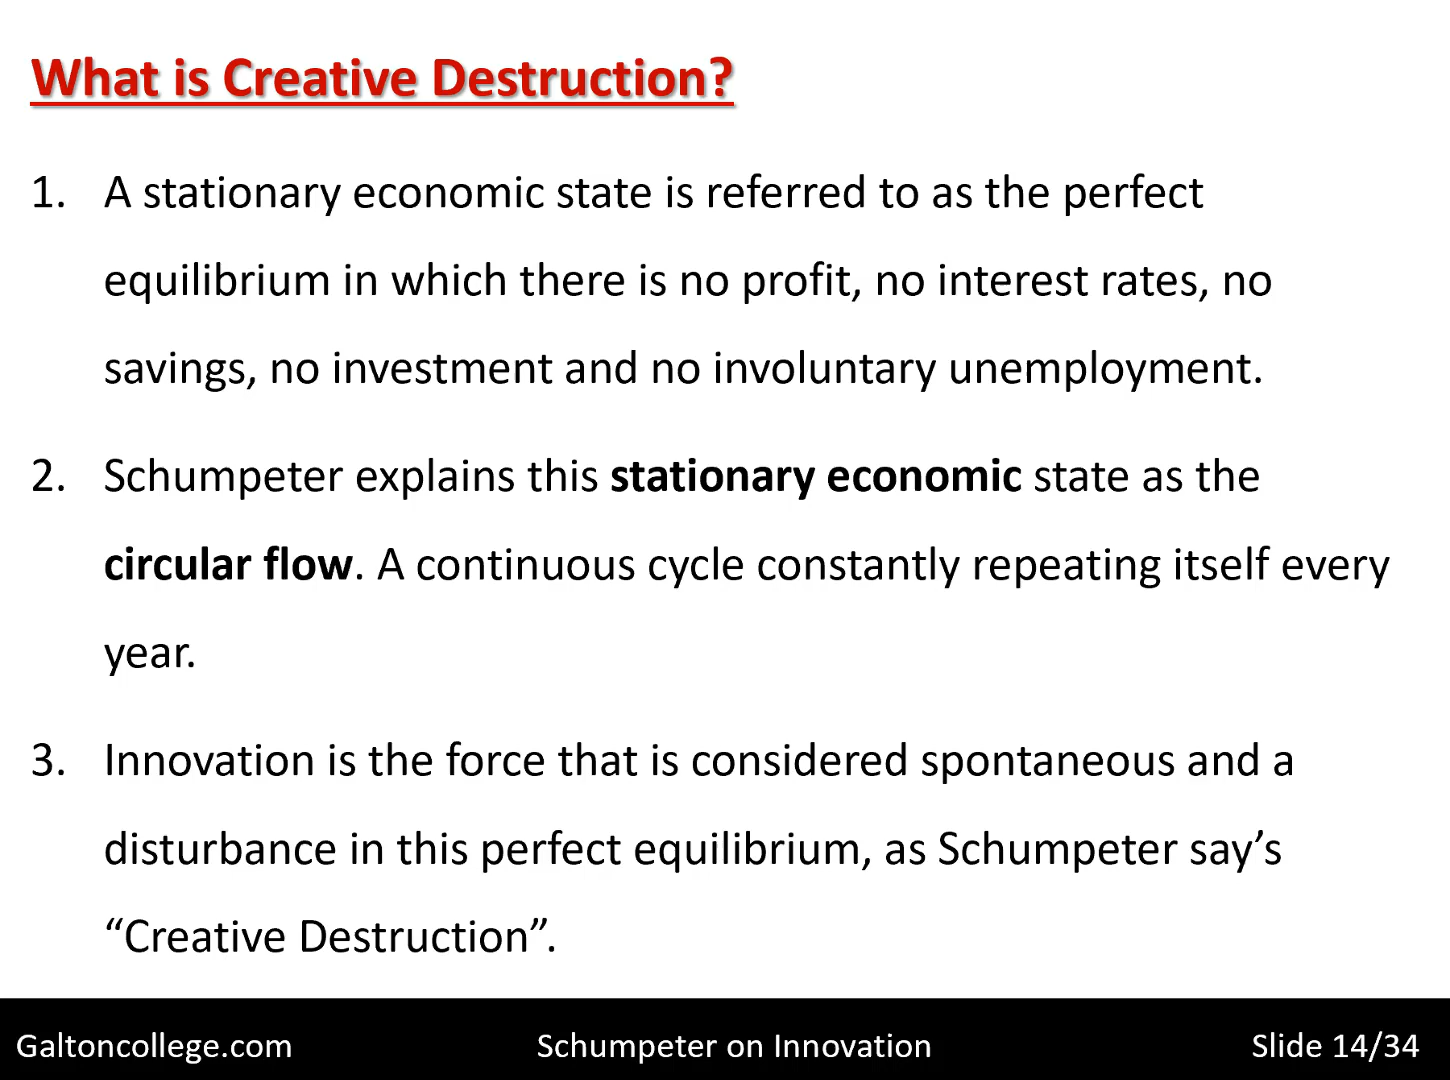 What is Creative Destruction?
1. A stationary economic state is referred to as the perfect
equilibrium in which there is no profit, no interest rates, no
savings, no investment and no involuntary unemployment.
2. Schumpeter explains this stationary economic state as the
circular flow. A continuous cycle constantly repeating itself every
year.
3. Innovation is the force that is considered spontaneous and a
disturbance in this perfect equilibrium, as Schumpeter say’s
“Creative Destruction”.
Galtoncollege.com
Schumpeter on Innovation
Slide 14/34